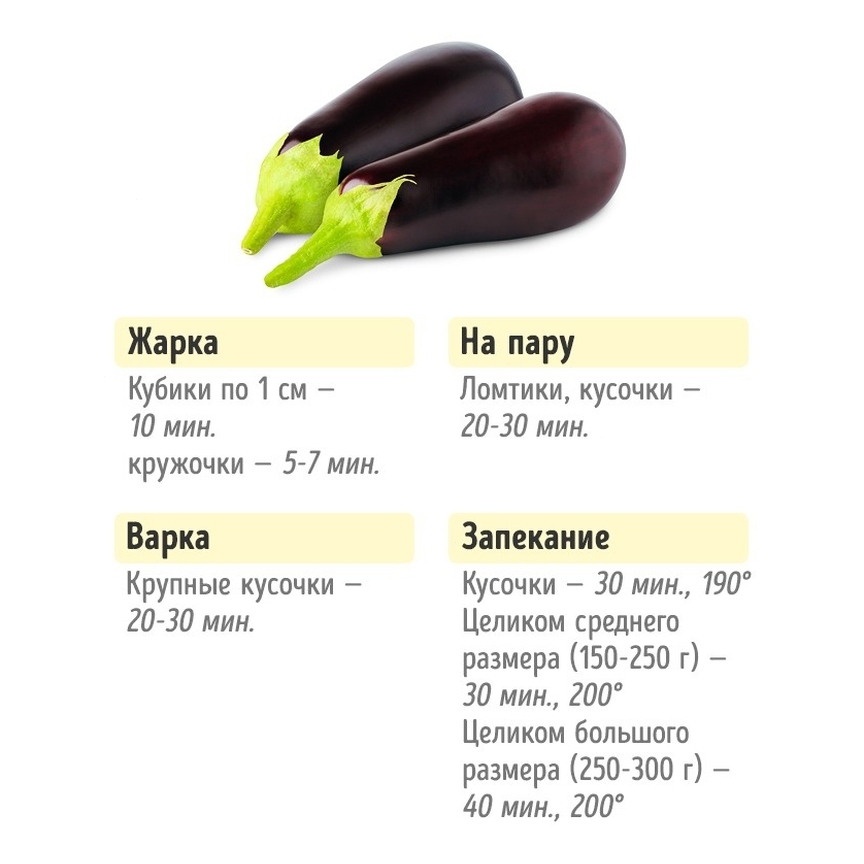 Жарка
Кубики по 1 см –
10 мин.
кружочки – 5-7 мин.
На пару
Ломтики, кусочки –
20-30 мин.
Варка
Крупные кусочки –
20-30 мин.
Запекание
Кусочки – 30 мин., 190°
Целиком среднего
размера (150-250 г) –
30 мин., 200°
Целиком большого
размера (250-300 г) –
40 мин., 200°